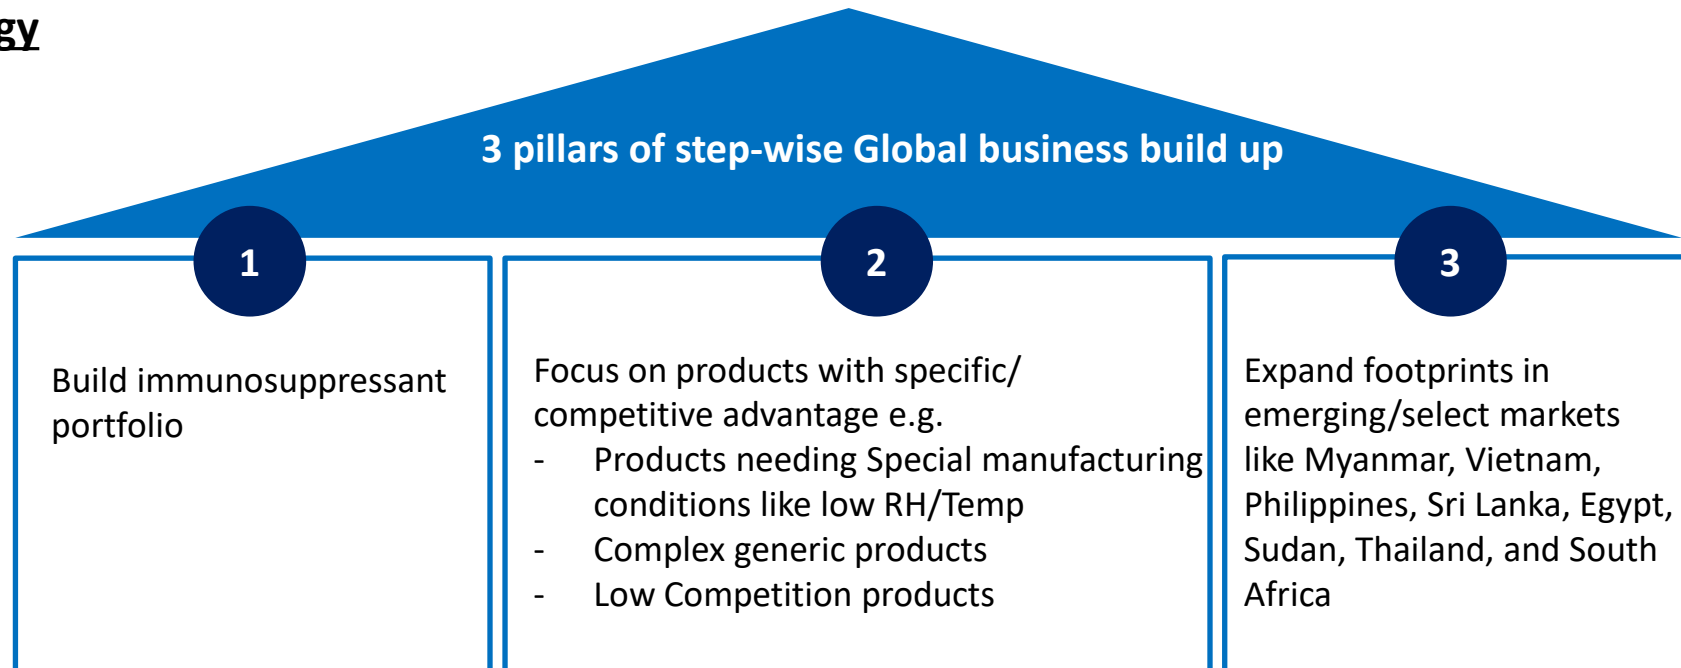 gy
3 pillars of step-wise Global business build up
1
Build immunosuppressant
portfolio
2
Focus on products with specific/
competitive advantage e.g.
- Products needing Special manufacturing
conditions like low RH/Temp
- Complex generic products
- Low Competition products
3
Expand footprints in
emerging/select markets
like Myanmar, Vietnam,
Philippines, Sri Lanka, Egypt,
Sudan, Thailand, and South
Africa